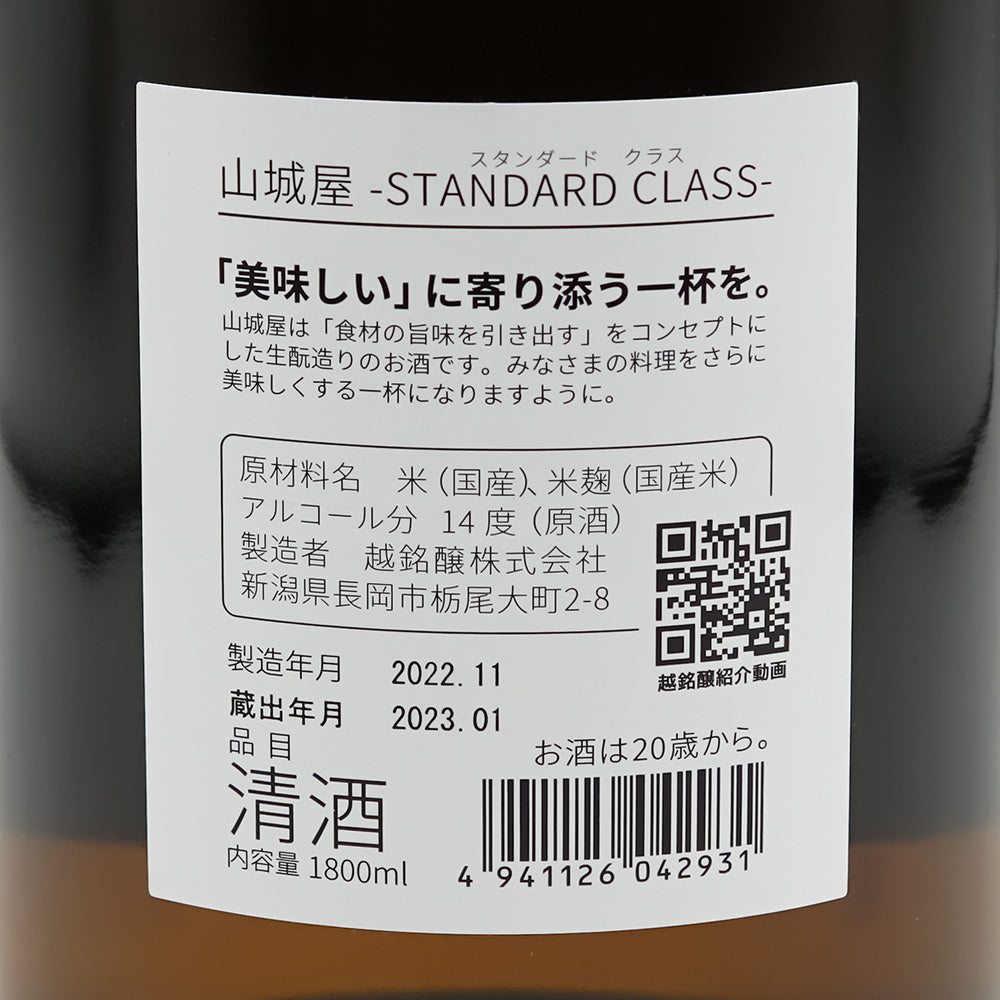 スタンダード クラス
山城屋 -STANDARD CLASS-
「美味しい」に寄り添う一杯を。
山城屋は「食材の旨味を引き出す」をコンセプトに
した生酛造りのお酒です。みなさまの料理をさらに
美味しくする一杯になりますように。
原材料名 米（国産）、米麹（国産米）
アルコール分 14度（原酒）
製造者 越銘醸株式会社
新潟県長岡市栃尾大町2-8
越銘醸紹介動画
製造年月 2022.11
蔵出年月 2023.01
品目
清酒
内容量 1800ml
お酒は20歳から。
4 941126 042931